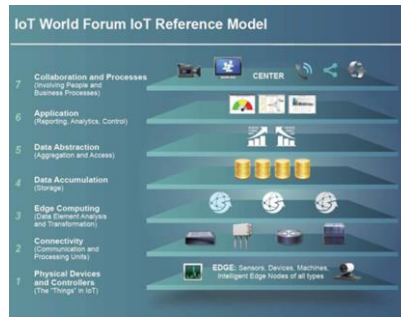 IoT World Forum IoT Reference Model
7
Collaboration and Processes
(Involving People and
Business Processes)
CENTER
6
Application
(Reporting, Analytics, Control)
5
Data Abstraction
(Aggregation and Access)
4
Data Accumulation
(Storage)
3
Edge Computing
(Data Element Analysis
and Transformation)
2
Connectivity
(Communication and
Processing Units)
1
Physical Devices
and Controllers
(The "Things" in IoT)
EDGE: Sensors, Devices, Machines,
Intelligent Edge Nodes of all types